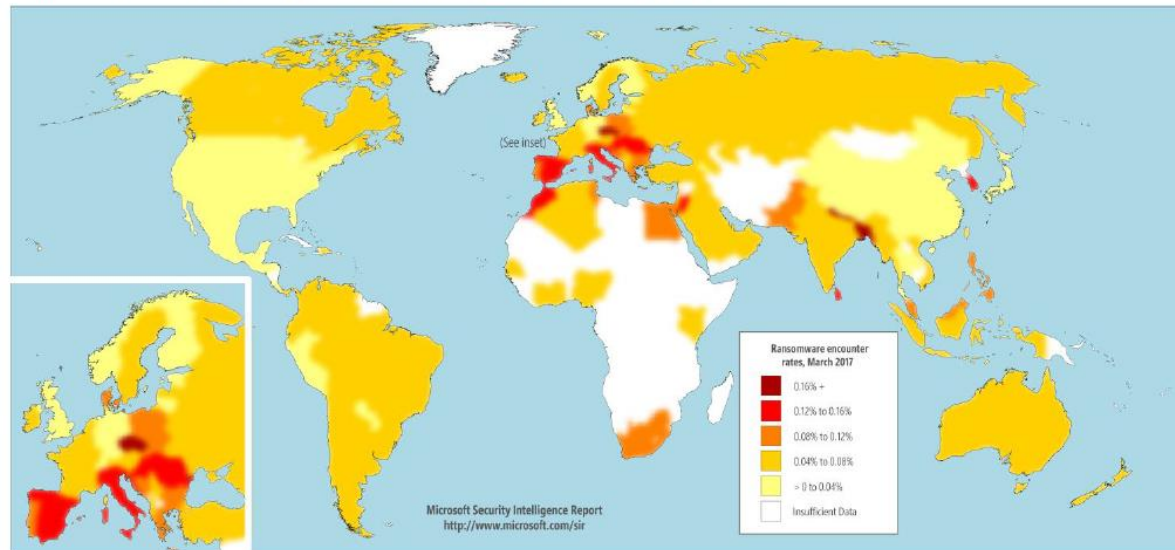 (See inset)
Ransomware encounter
rates, March 2017
0.16% +
0.12% to 0.16%
0.08% to 0.12%
0.04% to 0.08%
> 0 to 0.04%
Insufficient Data
Microsoft Security Intelligence Report
http://www.microsoft.com/sir